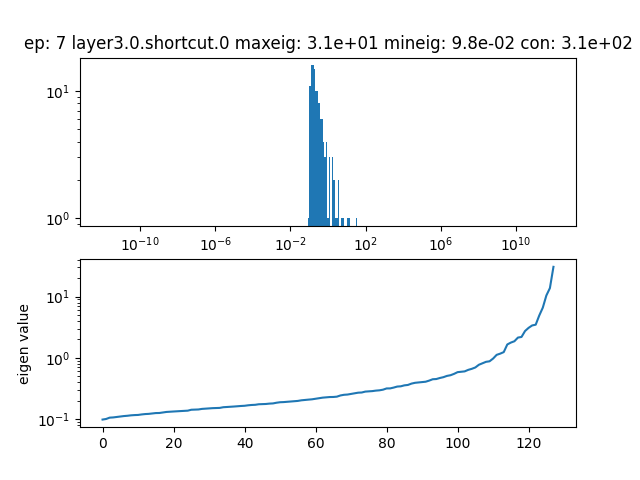 ep: 7 layer3.0.shortcut.0 maxeig: 3.1e+01 mineig: 9.8e-02 con: 3.1e+02
10¹
10⁰
10⁻¹⁰ 10⁻⁶ 10⁻² 10² 10⁶ 10¹⁰
eigen value
10¹
10⁰
10⁻¹
0 20 40 60 80 100 120